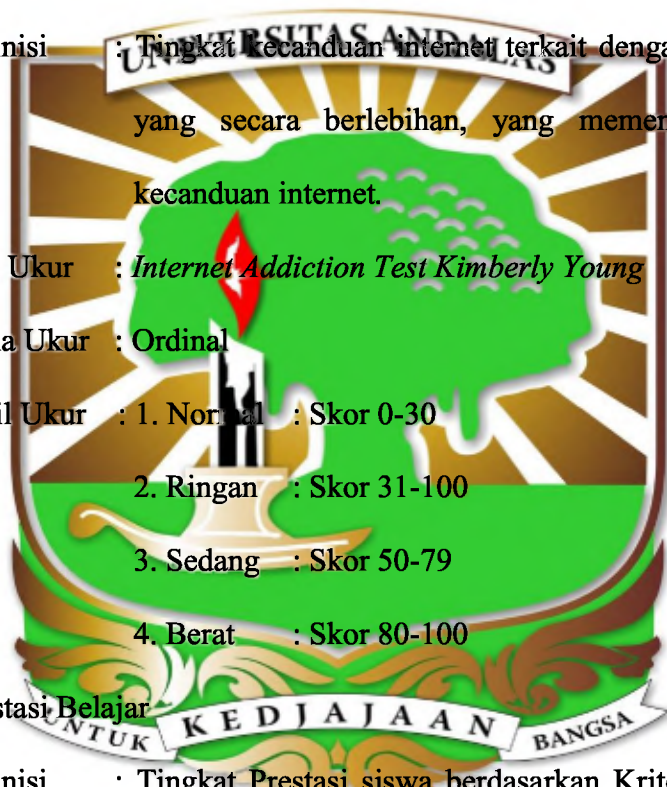 UNIVERSITAS ANDALAS
nisi : Tingkat kecanduan internet terkait denga
yang secara berlebihan, yang memen
kecanduan internet.
Ukur : Internet Addiction Test Kimberly Young
a Ukur : Ordinal
il Ukur : 1. Normal : Skor 0-30
2. Ringan : Skor 31-100
3. Sedang : Skor 50-79
4. Berat : Skor 80-100
stasi Belajar
UNTUK KEDJAJAAN BANGSA
nisi : Tingkat Prestasi siswa berdasarkan Krite